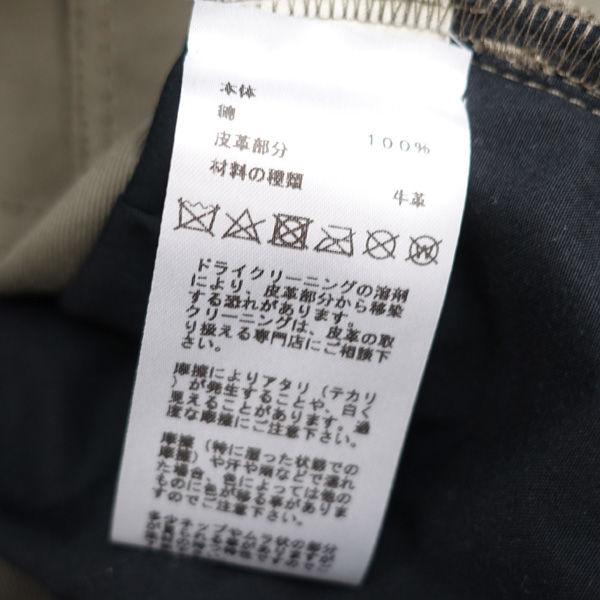 本体
綿 100%
皮革部分
材料の種類 牛革
ドライクリーニングの溶剤
により、皮革部分から移染
する恐れがあります。
クリーニングは、皮革の取
り扱える専門店にご相談下
さい。
摩擦によりアタリ（テカリ
）が発生することや、白く
見えることがあります。過
度な摩擦にご注意下さい。
摩擦（特に湿った状態での
摩擦）や汗や雨などで濡れ
た場合、色によっては他の
ものに色が移る事がありま
すのでご注意下さい。